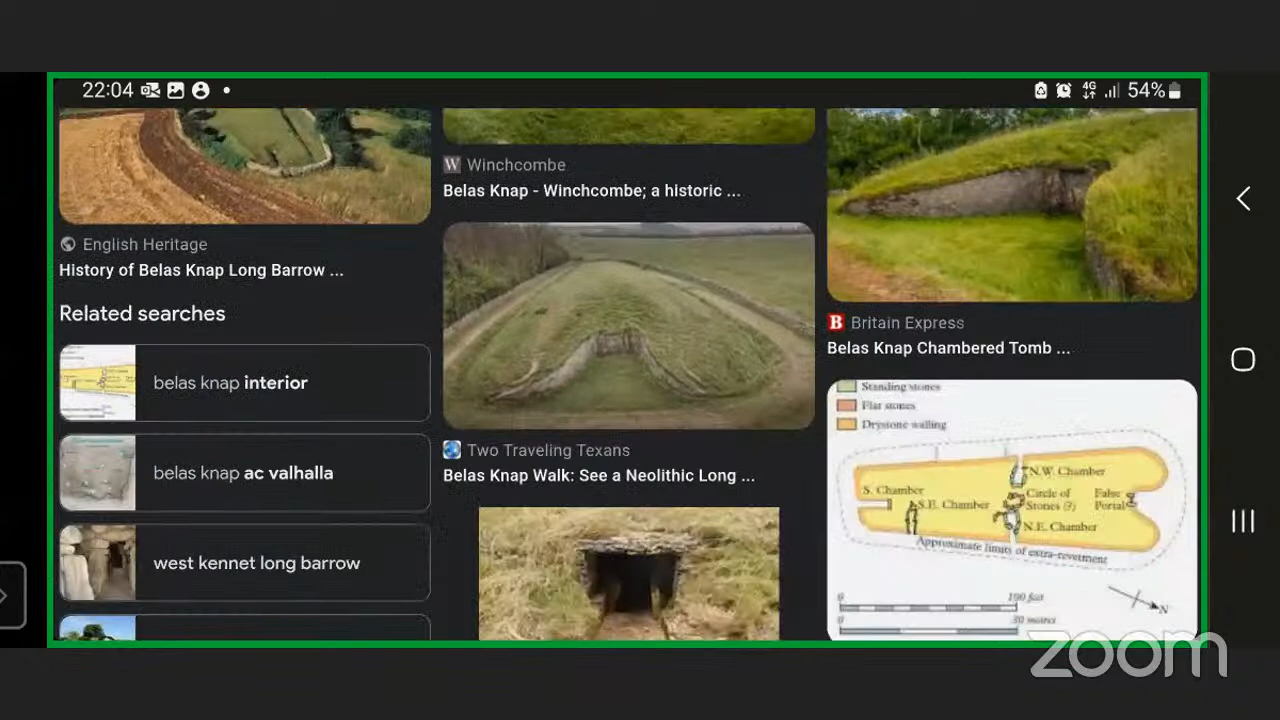 22:04
4G
54%
English Heritage
History of Belas Knap Long Barrow ...
Related searches
belas knap interior
belas knap ac valhalla
west kennet long barrow
W Winchcombe
Belas Knap - Winchcombe; a historic ...
Two Traveling Texans
Belas Knap Walk: See a Neolithic Long ...
B Britain Express
Belas Knap Chambered Tomb ...
Standing stones
Flat stones
Drystone walling
N.W. Chamber
S. Chamber
Circle of
Stones (?)
False
Portal
S.E. Chamber
N.E. Chamber
Approximate limits of extra-revetment
0
100 feet
N
0
30 metres
zoom